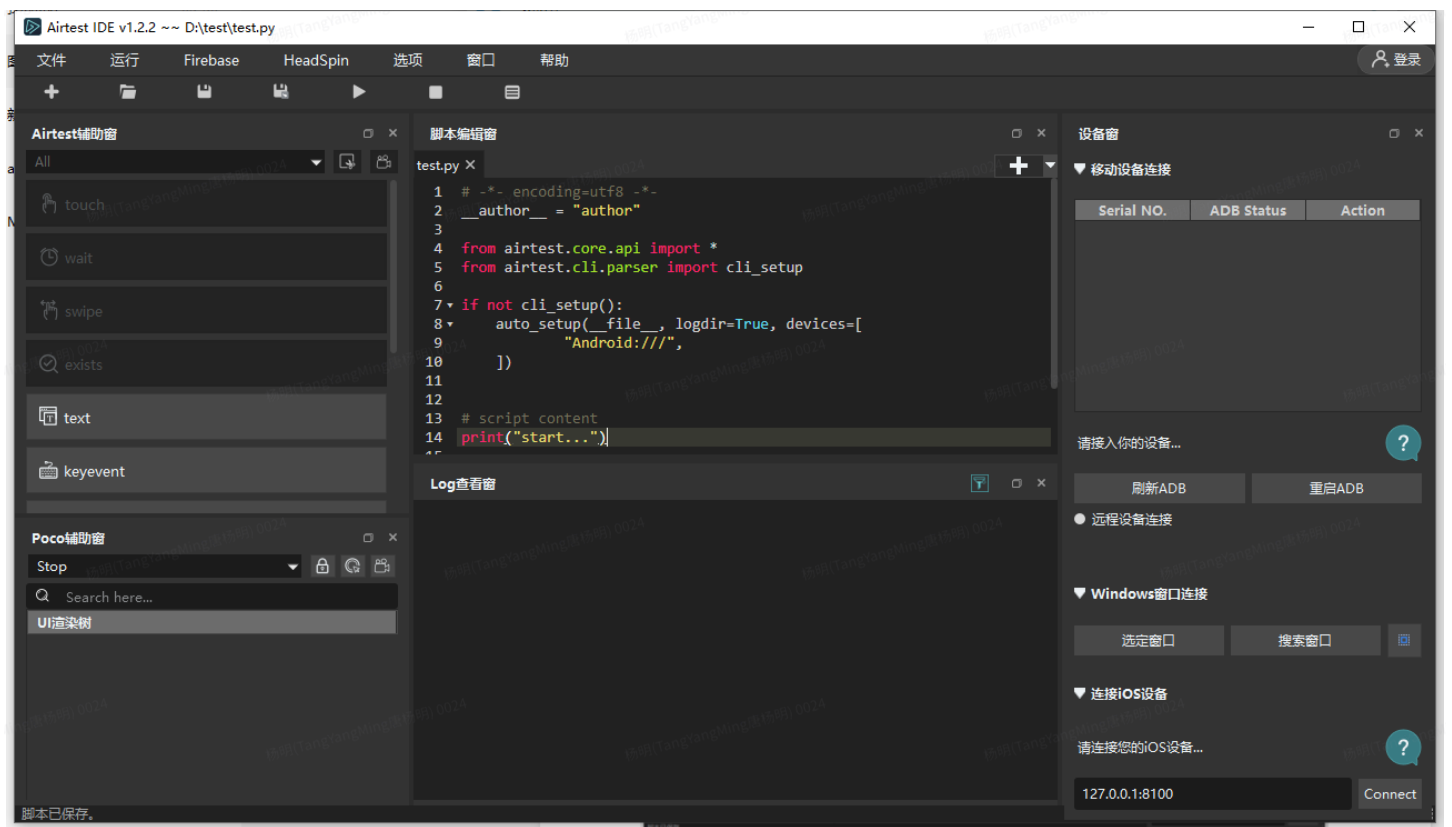 Airtest IDE v1.2.2 ~~ D:\test\test.py
文件 运行 Firebase HeadSpin 选项 窗口 帮助 登录
Airtest辅助窗
All
touch
wait
swipe
exists
text
keyevent
Poco辅助窗
Stop
Search here...
UI渲染树
脚本已保存。
脚本编辑窗
test.py
1 # -*- encoding=utf8 -*-
2 __author__ = "author"
3
4 from airtest.core.api import *
5 from airtest.cli.parser import cli_setup
6
7 if not cli_setup():
8     auto_setup(__file__, logdir=True, devices=[
9             "Android:///",
10     ])
11
12
13 # script content
14 print("start...")
15
Log查看窗
设备窗
移动设备连接
Serial NO. ADB Status Action
请接入你的设备...
?
刷新ADB 重启ADB
远程设备连接
Windows窗口连接
选定窗口 搜索窗口
连接iOS设备
请连接您的iOS设备...
?
127.0.0.1:8100 Connect